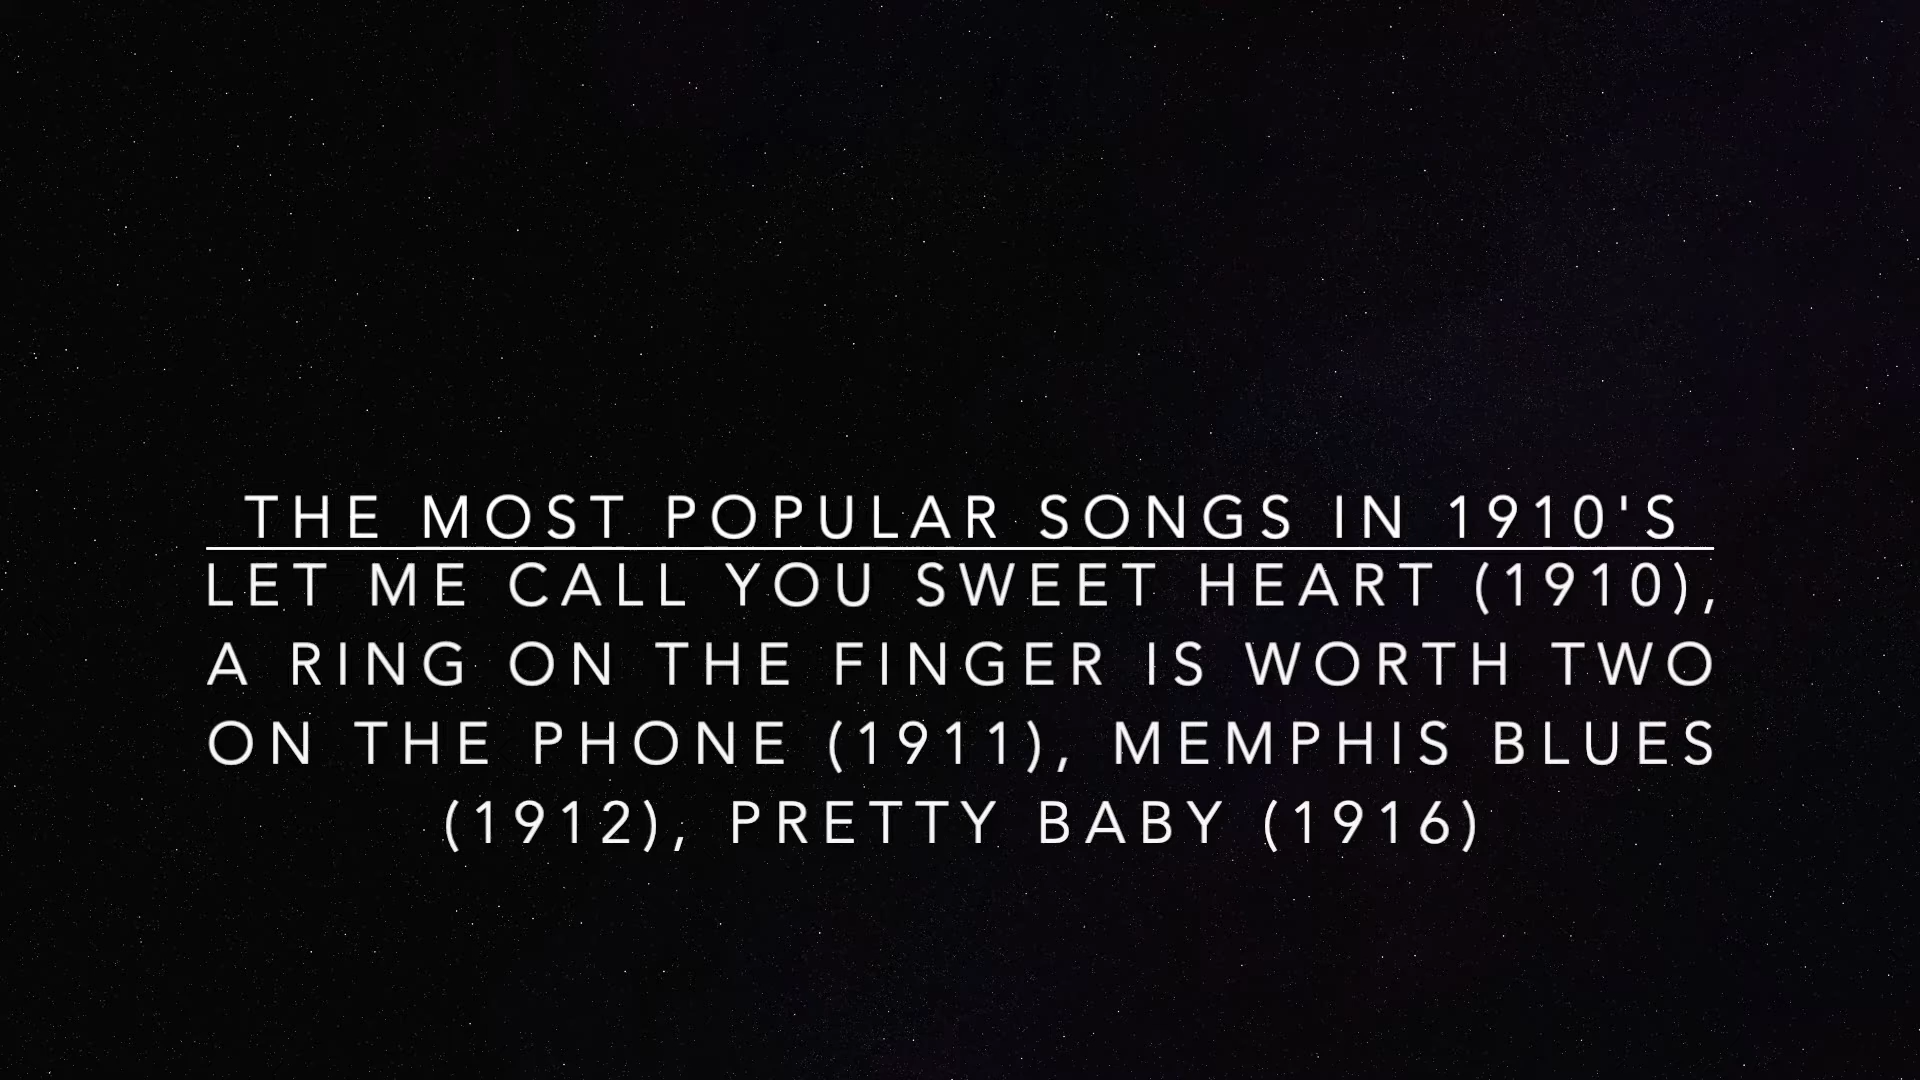 THE MOST POPULAR SONGS IN 1910'S
LET ME CALL YOU SWEET HEART (1910),
A RING ON THE FINGER IS WORTH TWO
ON THE PHONE (1911), MEMPHIS BLUES
(1912), PRETTY BABY (1916)